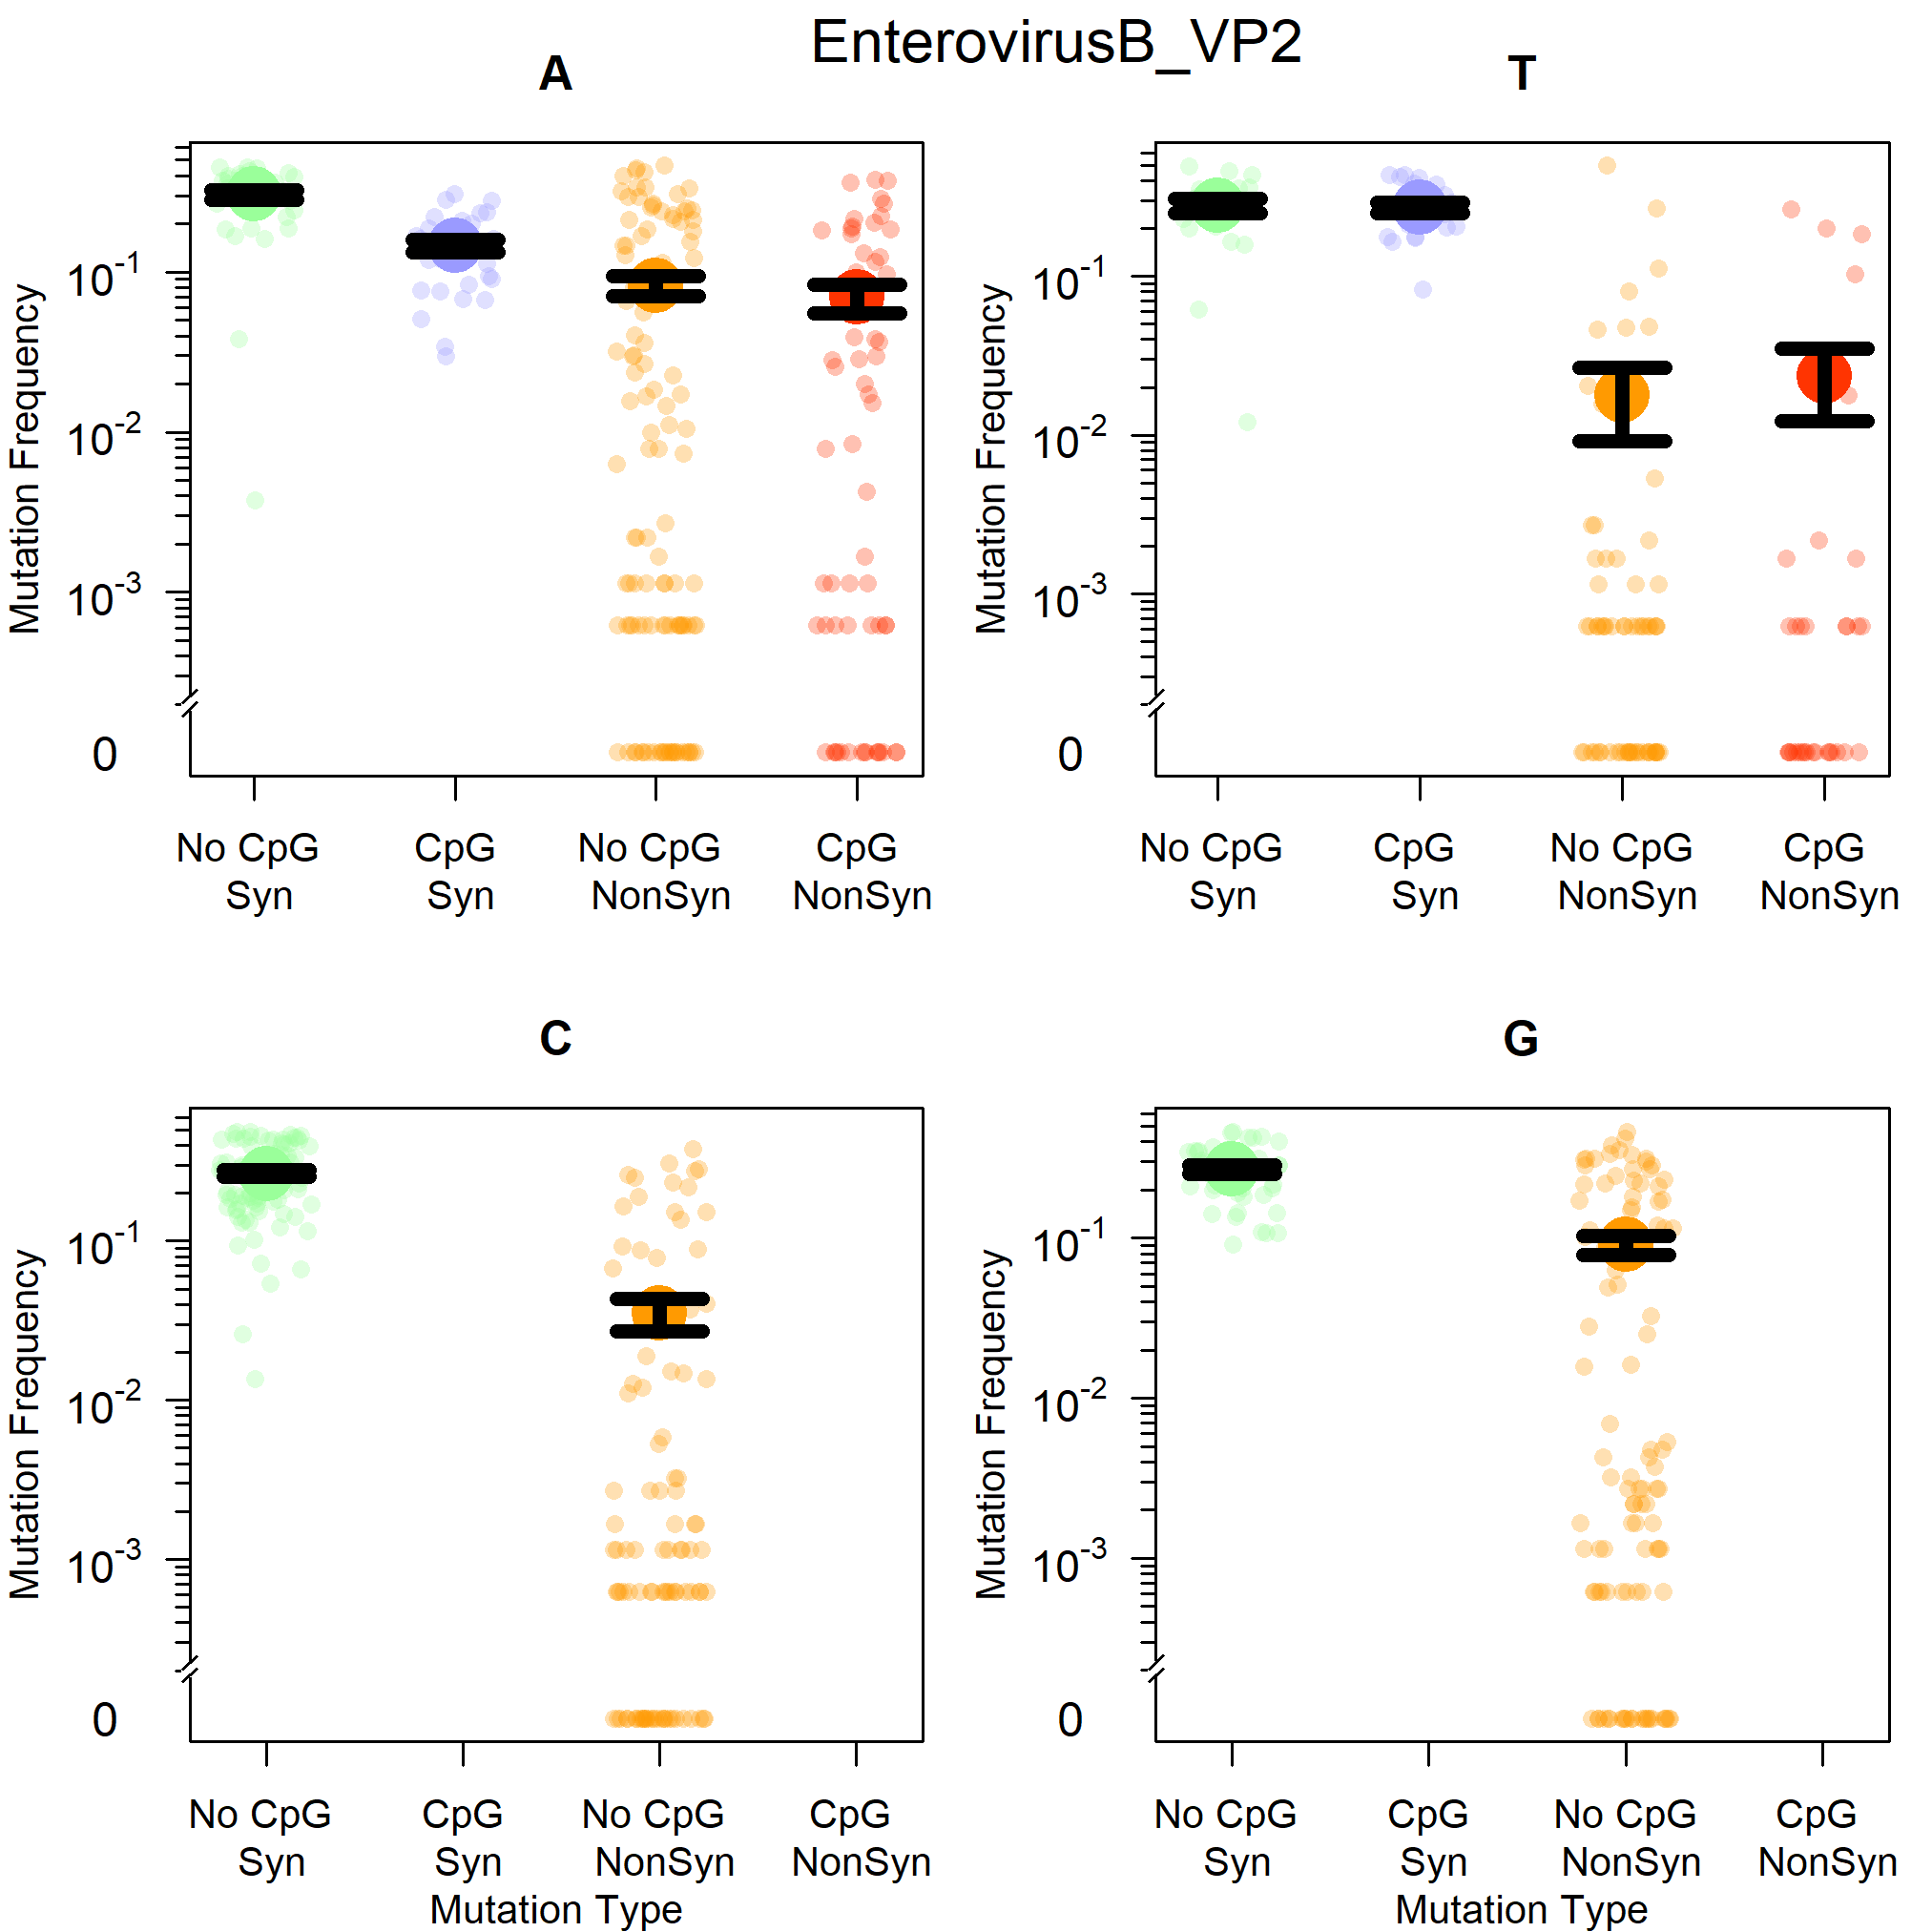 EnterovirusB_VP2
A
Mutation Frequency
10-1
10-2
10-3
0
No CpG Syn
CpG Syn
No CpG NonSyn
CpG NonSyn
T
Mutation Frequency
10-1
10-2
10-3
0
No CpG Syn
CpG Syn
No CpG NonSyn
CpG NonSyn
C
Mutation Frequency
10-1
10-2
10-3
0
No CpG Syn
CpG Syn
No CpG NonSyn
CpG NonSyn
Mutation Type
G
Mutation Frequency
10-1
10-2
10-3
0
No CpG Syn
CpG Syn
No CpG NonSyn
CpG NonSyn
Mutation Type